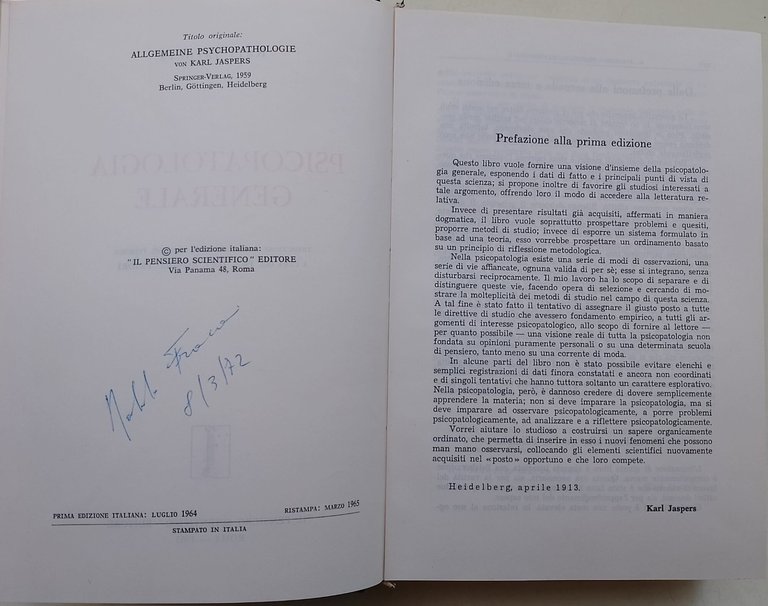 Titolo originale:
ALLGEMEINE PSYCHOPATHOLOGIE
VON KARL JASPERS
SPRINGER-VERLAG, 1959
Berlin, Göttingen, Heidelberg
PSICOPATOLOGIA
GENERALE
© per l'edizione italiana:
"IL PENSIERO SCIENTIFICO" EDITORE
Via Panama 48, Roma
8/3/72
PRIMA EDIZIONE ITALIANA: LUGLIO 1964
RISTAMPA: MARZO 1965
STAMPATO IN ITALIA
Prefazione alla prima edizione
Questo libro vuole fornire una visione d'insieme della psicopatolo-
gia generale, esponendo i dati di fatto e i principali punti di vista di
questa scienza; si propone inoltre di favorire gli studiosi interessati a
tale argomento, offrendo loro il modo di accedere alla letteratura re-
lativa.
Invece di presentare risultati già acquisiti, affermati in maniera
dogmatica, il libro vuole soprattutto prospettare problemi e quesiti,
proporre metodi di studio; invece di esporre un sistema formulato in
base ad una teoria, esso vorrebbe prospettare un ordinamento basato
su un principio di riflessione metodologica.
Nella psicopatologia esiste una serie di modi di osservazioni, una
serie di vie affiancate, ognuna valida di per sè; esse si integrano, senza
disturbarsi reciprocamente. Il mio lavoro ha lo scopo di separare e di
distinguere queste vie, facendo opera di selezione e cercando di mo-
strare la molteplicità dei metodi di studio nel campo di questa scienza.
A tal fine è stato fatto il tentativo di assegnare il giusto posto a tutte
le direttive di studio che avessero fondamento empirico, a tutti gli ar-
gomenti di interesse psicopatologico, allo scopo di fornire al lettore —
per quanto possibile — una visione reale di tutta la psicopatologia non
fondata su opinioni puramente personali o su una determinata scuola
di pensiero, tanto meno su una corrente di moda.
In alcune parti del libro non è stato possibile evitare elenchi e
semplici registrazioni di dati finora constatati e ancora non coordinati
e di singoli tentativi che hanno tuttora soltanto un carattere esplorativo.
Nella psicopatologia, però, è dannoso credere di dovere semplicemente
apprendere la materia; non si deve imparare la psicopatologia, ma si
deve imparare ad osservare psicopatologicamente, a porre problemi
psicopatologicamente, ad analizzare e a riflettere psicopatologicamente.
Vorrei aiutare lo studioso a costruirsi un sapere organicamente
ordinato, che permetta di inserire in esso i nuovi fenomeni che possono
man mano osservarsi, collocando gli elementi scientifici nuovamente
acquisiti nel «posto» opportuno e che loro compete.
Heidelberg, aprile 1913.
Karl Jaspers